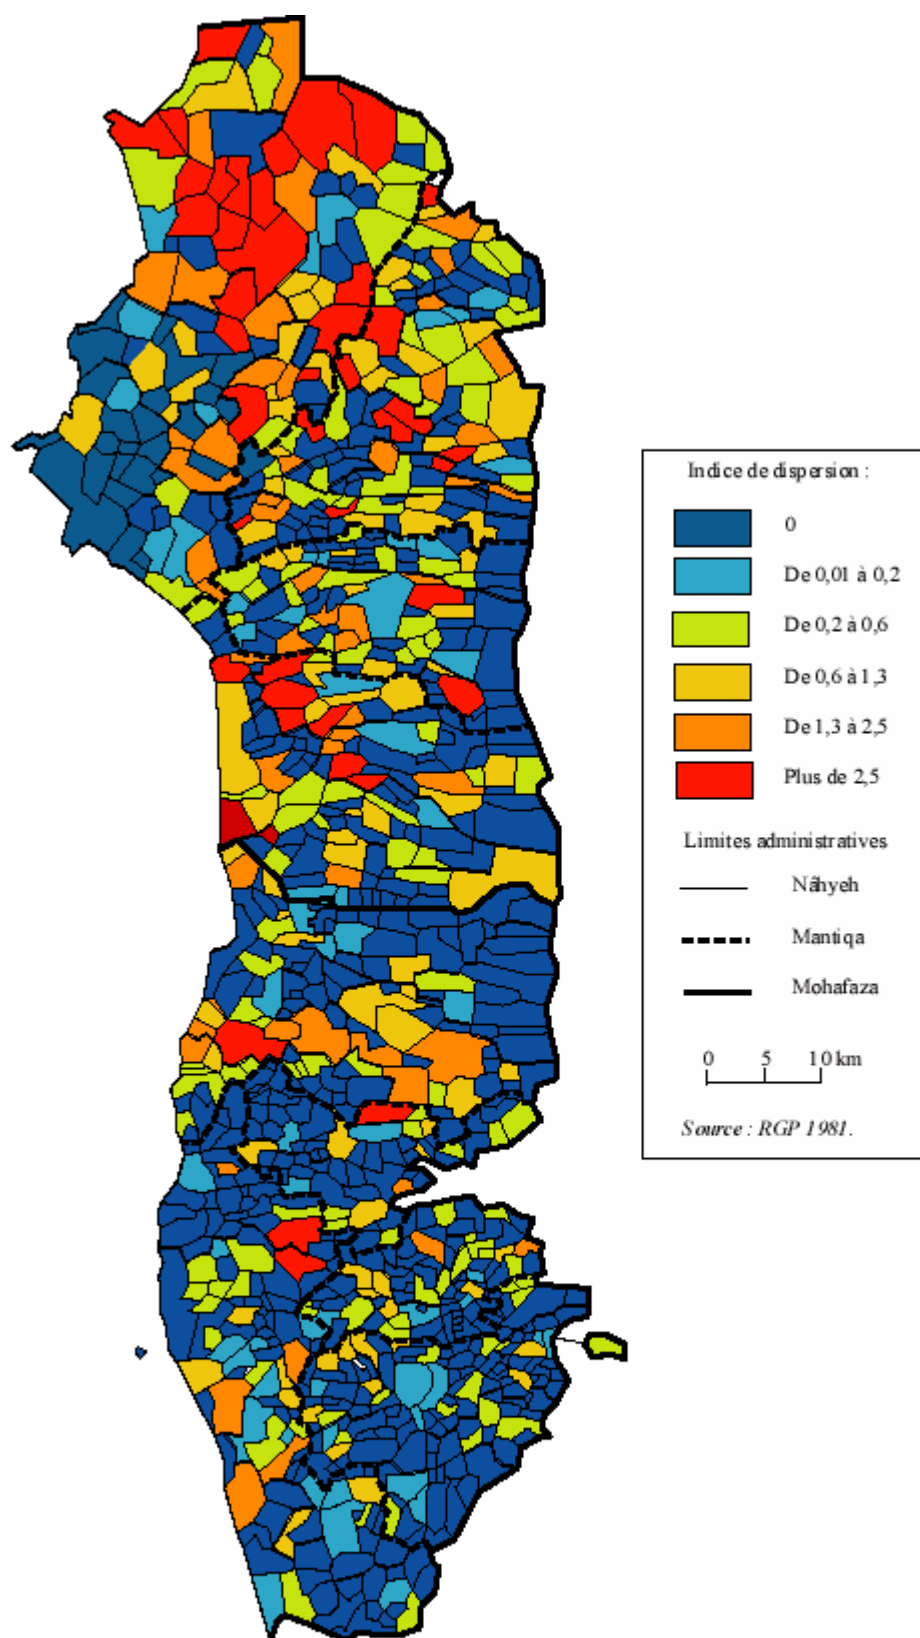 Indice de dispersion :
0
De 0,01 à 0,2
De 0,2 à 0,6
De 0,6 à 1,3
De 1,3 à 2,5
Plus de 2,5
Limites administratives
Nâhyeh
Mantiqa
Mohafaza
0 5 10 km
Source : RGP 1981.